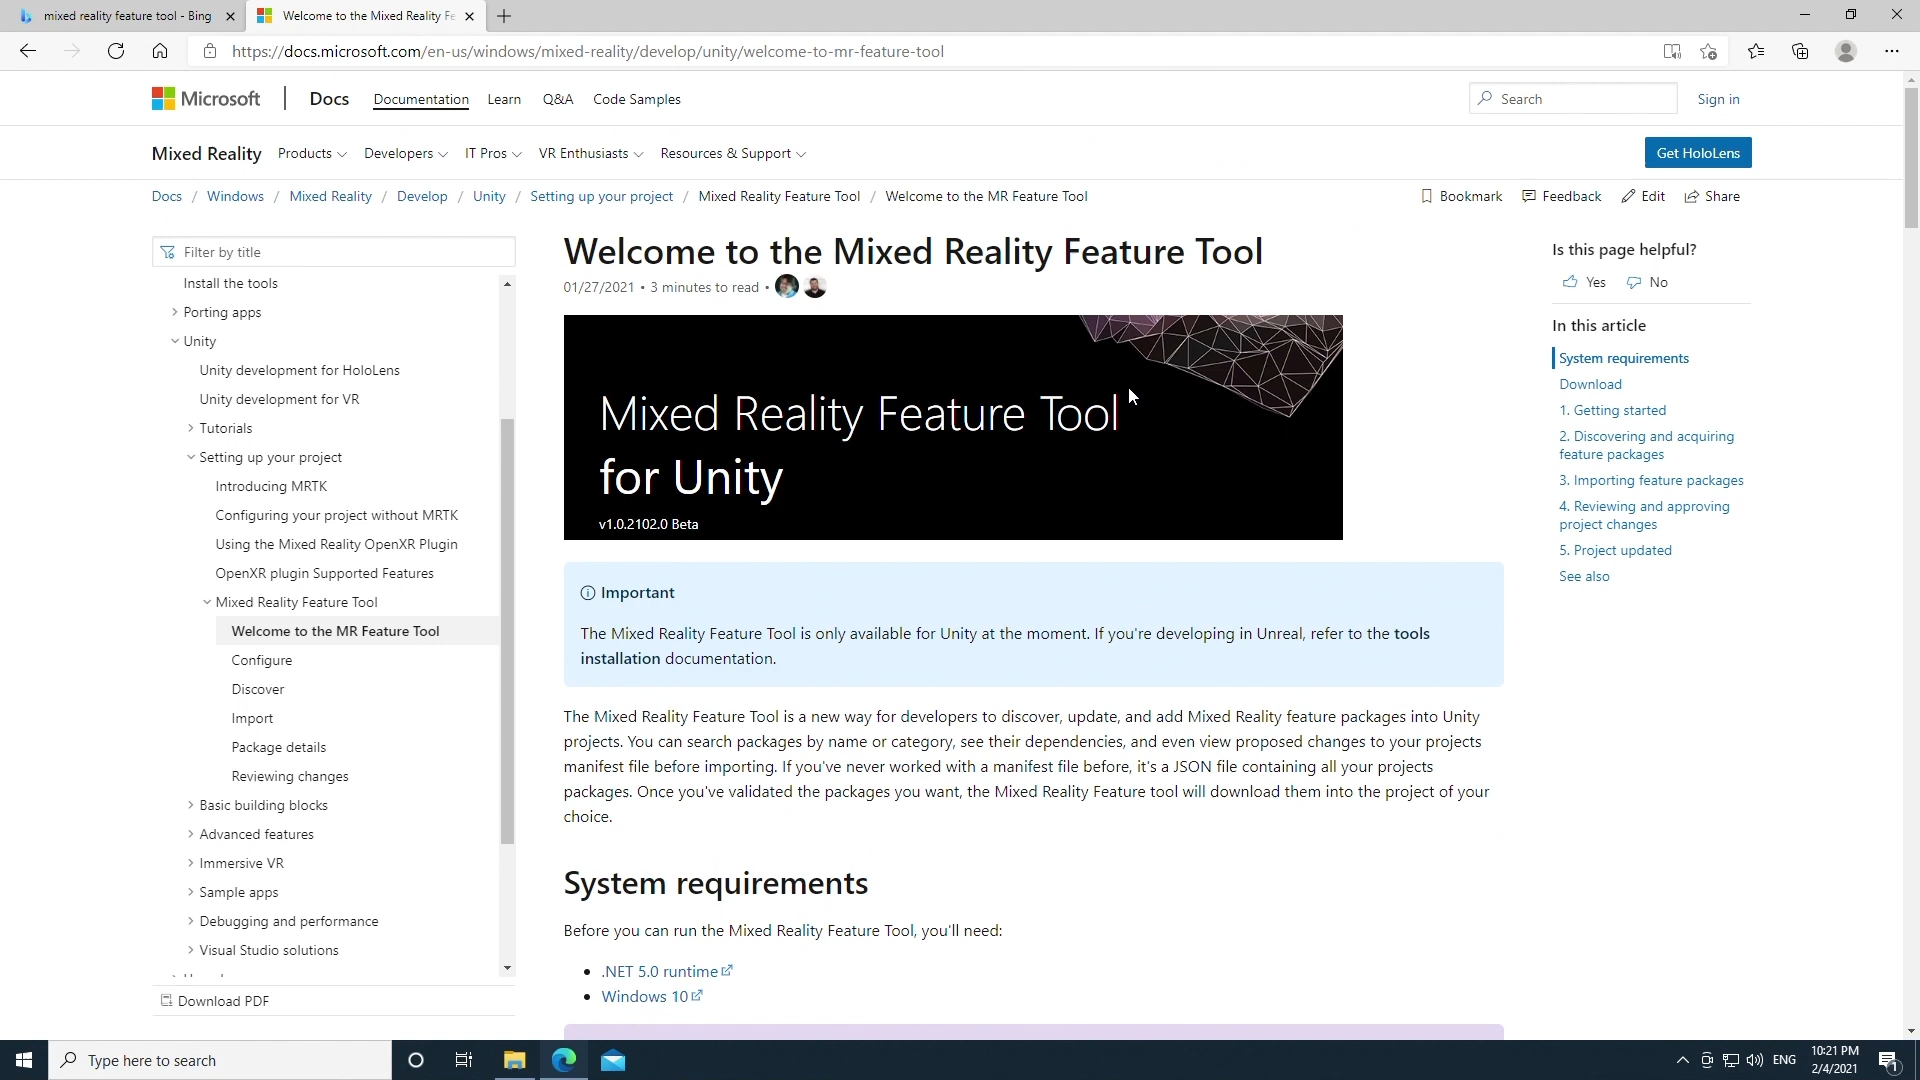 mixed reality feature tool - Bing
Welcome to the Mixed Reality Fe
https://docs.microsoft.com/en-us/windows/mixed-reality/develop/unity/welcome-to-mr-feature-tool
Microsoft
Docs Documentation Learn Q&A Code Samples
Search
Sign in
Mixed Reality Products Developers IT Pros VR Enthusiasts Resources & Support
Get HoloLens
Docs / Windows / Mixed Reality / Develop / Unity / Setting up your project / Mixed Reality Feature Tool / Welcome to the MR Feature Tool
Bookmark Feedback Edit Share
Filter by title
Install the tools
Porting apps
Unity
Unity development for HoloLens
Unity development for VR
Tutorials
Setting up your project
Introducing MRTK
Configuring your project without MRTK
Using the Mixed Reality OpenXR Plugin
OpenXR plugin Supported Features
Mixed Reality Feature Tool
Welcome to the MR Feature Tool
Configure
Discover
Import
Package details
Reviewing changes
Basic building blocks
Advanced features
Immersive VR
Sample apps
Debugging and performance
Visual Studio solutions
Download PDF
Welcome to the Mixed Reality Feature Tool
01/27/2021 • 3 minutes to read •
Mixed Reality Feature Tool
for Unity
v1.0.2102.0 Beta
Important
The Mixed Reality Feature Tool is only available for Unity at the moment. If you're developing in Unreal, refer to the tools
installation documentation.
The Mixed Reality Feature Tool is a new way for developers to discover, update, and add Mixed Reality feature packages into Unity
projects. You can search packages by name or category, see their dependencies, and even view proposed changes to your projects
manifest file before importing. If you've never worked with a manifest file before, it's a JSON file containing all your projects
packages. Once you've validated the packages you want, the Mixed Reality Feature tool will download them into the project of your
choice.
System requirements
Before you can run the Mixed Reality Feature Tool, you'll need:
• .NET 5.0 runtime
• Windows 10
Is this page helpful?
Yes No
In this article
System requirements
Download
1. Getting started
2. Discovering and acquiring
feature packages
3. Importing feature packages
4. Reviewing and approving
project changes
5. Project updated
See also
Type here to search
ENG
10:21 PM
2/4/2021
1